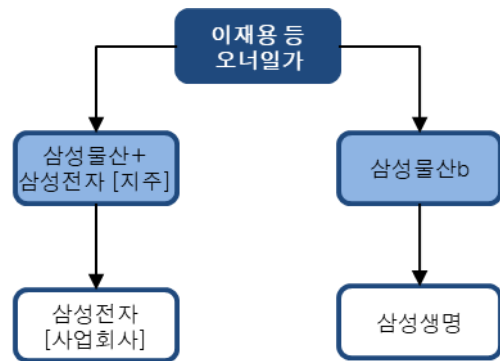 이재용 등
오너일가
삼성물산+
삼성전자 [지주]
삼성물산b
삼성전자
[사업회사]
삼성생명